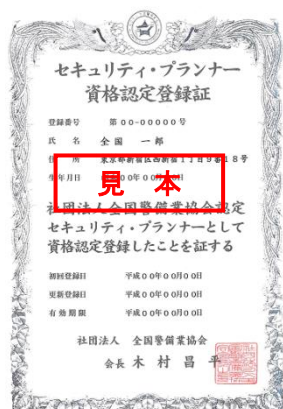 セキュリティ・プランナー
資格認定登録証
登録番号 第００-０００００号
氏名 全国 一郎
住所 東京都新宿区西新宿１丁目９番１８号
生年月日 ００年００月００日
見本
社団法人全国警備業協会認定
セキュリティ・プランナーとして
資格認定登録したことを証する
初回登録日 平成００年００月００日
更新登録日 平成００年００月００日
有効期限 平成００年００月００日
社団法人 全国警備業協会
会長 木村昌平